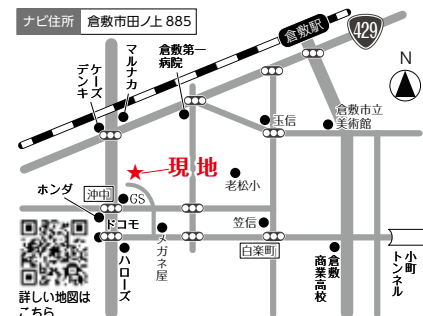 ナビ住所 倉敷市田ノ上 885
倉敷駅
429
N
マルナカ
ケーズデンキ
倉敷第一
病院
玉信
倉敷市立
美術館
現地
老松小
沖中
GS
ホンダ
ドコモ
笠信
メガネ屋
白楽町
ハローズ
倉敷
商業高校
小町
トンネル
詳しい地図は
こちら